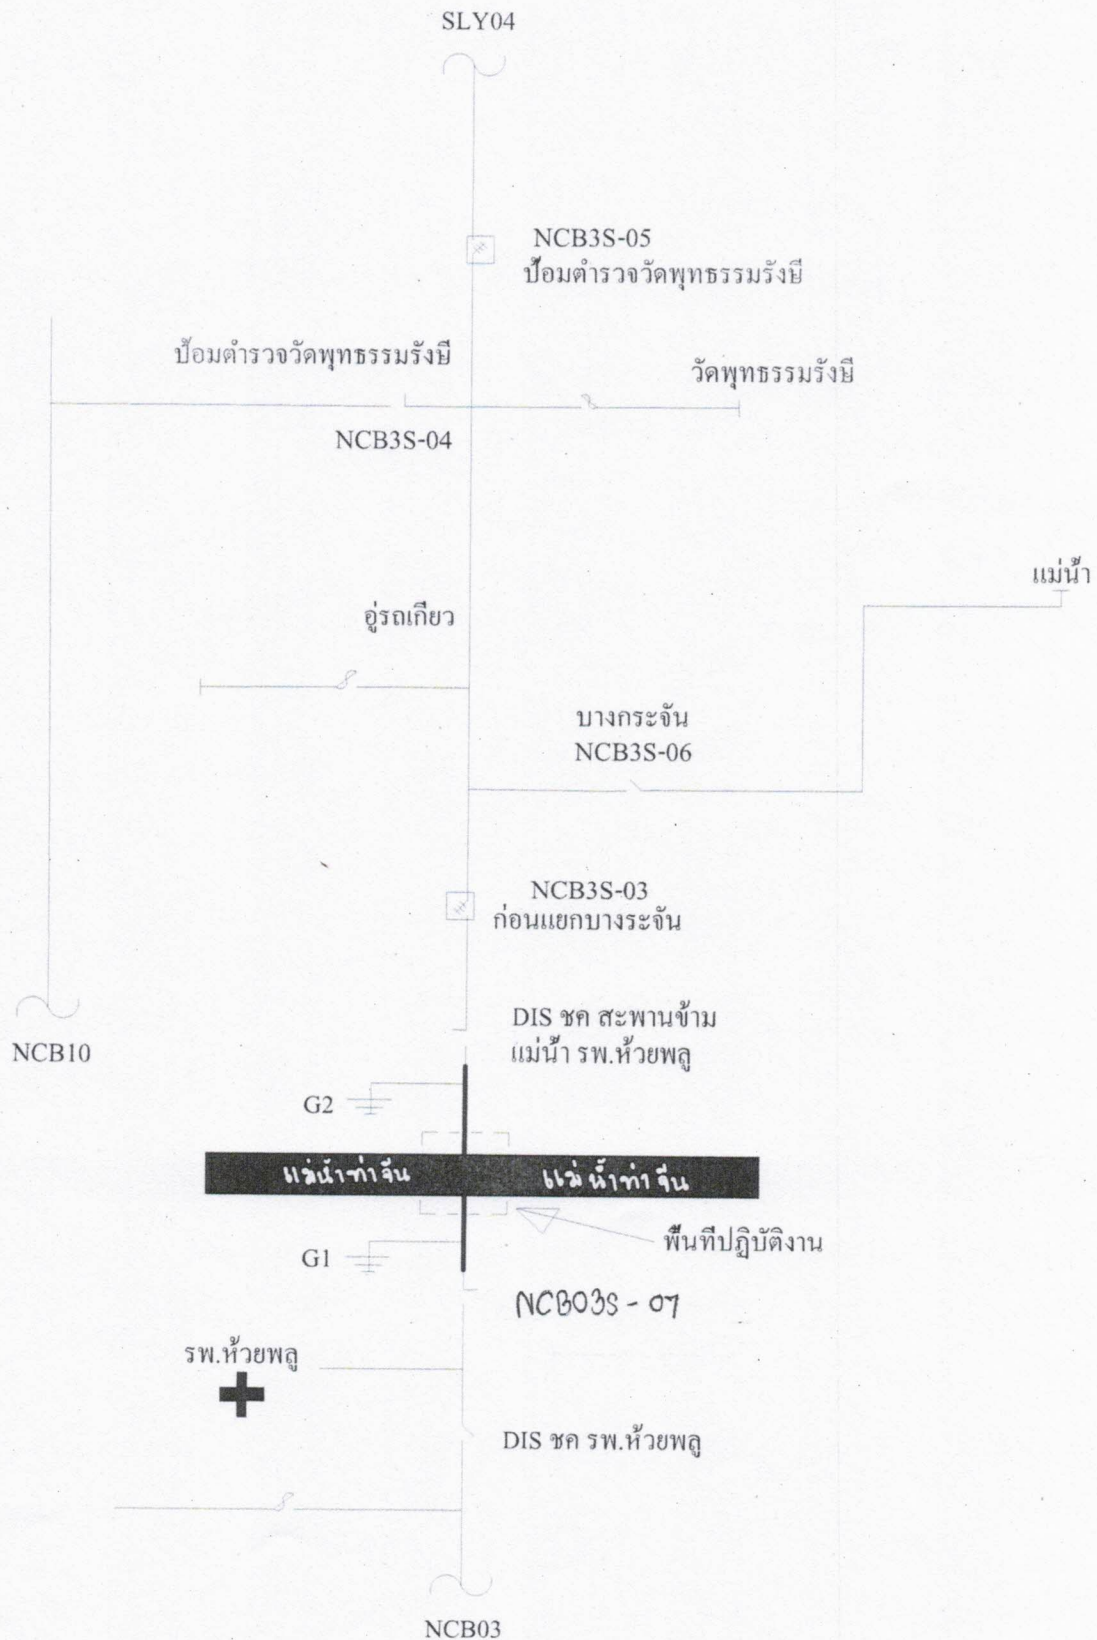 SLY04
NCB3S-05
ป้อมตำรวจวัดพุทธรรมรังษี
ป้อมตำรวจวัดพุทธรรมรังษี
วัดพุทธรรมรังษี
NCB3S-04
แม่น้ำ
อู่รถเกียว
บางกระจัน
NCB3S-06
NCB3S-03
ก่อนแยกบางระจัน
DIS ชค สะพานข้าม
แม่น้ำ รพ.ห้วยพลู
NCB10
G2
แม่น้ำท่าจีน
แม่น้ำท่าจีน
พื้นที่ปฏิบัติงาน
G1
NCB03S - 07
รพ.ห้วยพลู
DIS ชค รพ.ห้วยพลู
NCB03